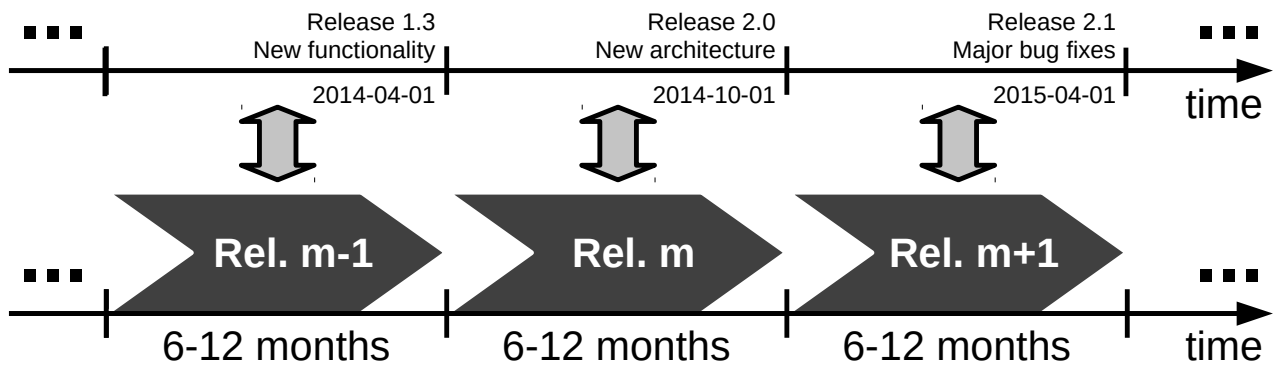 Release 1.3
New functionality
2014-04-01
Release 2.0
New architecture
2014-10-01
Release 2.1
Major bug fixes
2015-04-01
time
Rel. m-1
Rel. m
Rel. m+1
6-12 months
6-12 months
6-12 months
time